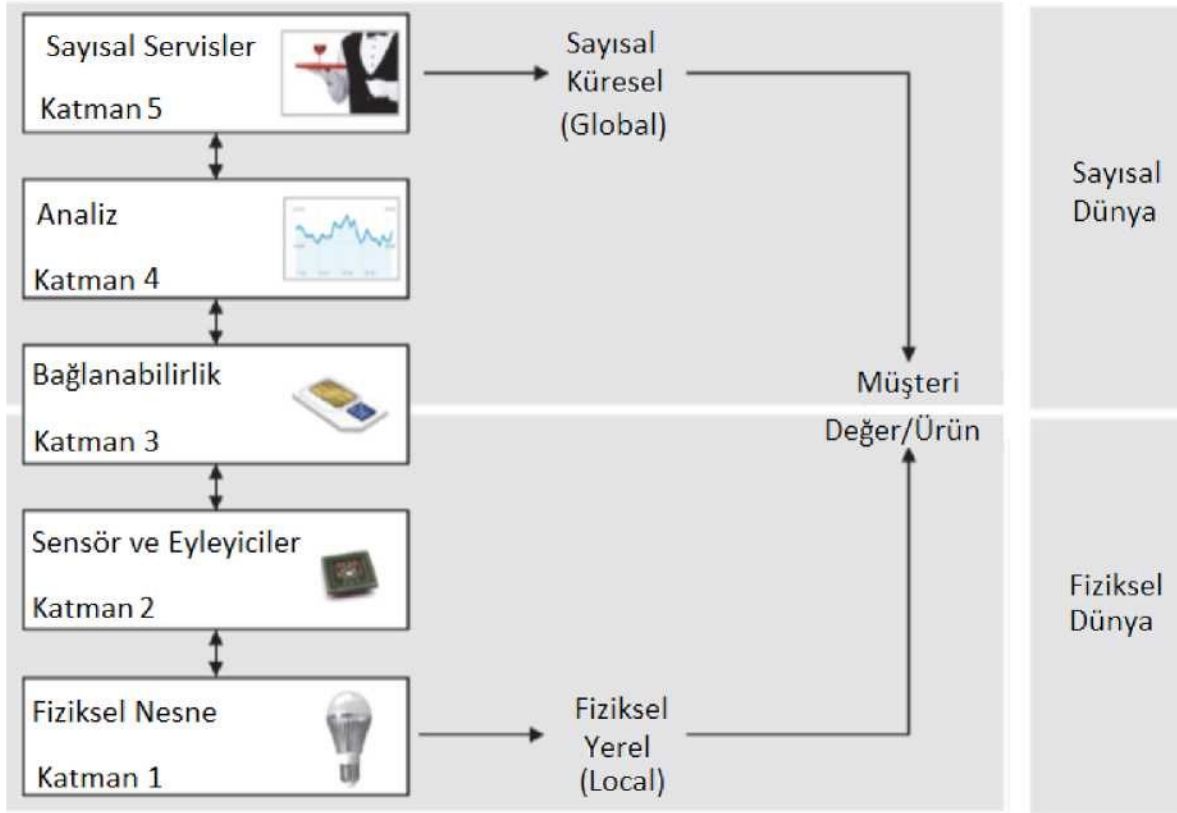 Sayısal Servisler
Katman 5
Sayısal
Küresel
(Global)
Analiz
Katman 4
Sayısal
Dünya
Bağlanabilirlik
Katman 3
Müşteri
Değer/Ürün
Sensör ve Eyleyiciler
Katman 2
Fiziksel
Dünya
Fiziksel Nesne
Katman 1
Fiziksel
Yerel
(Local)